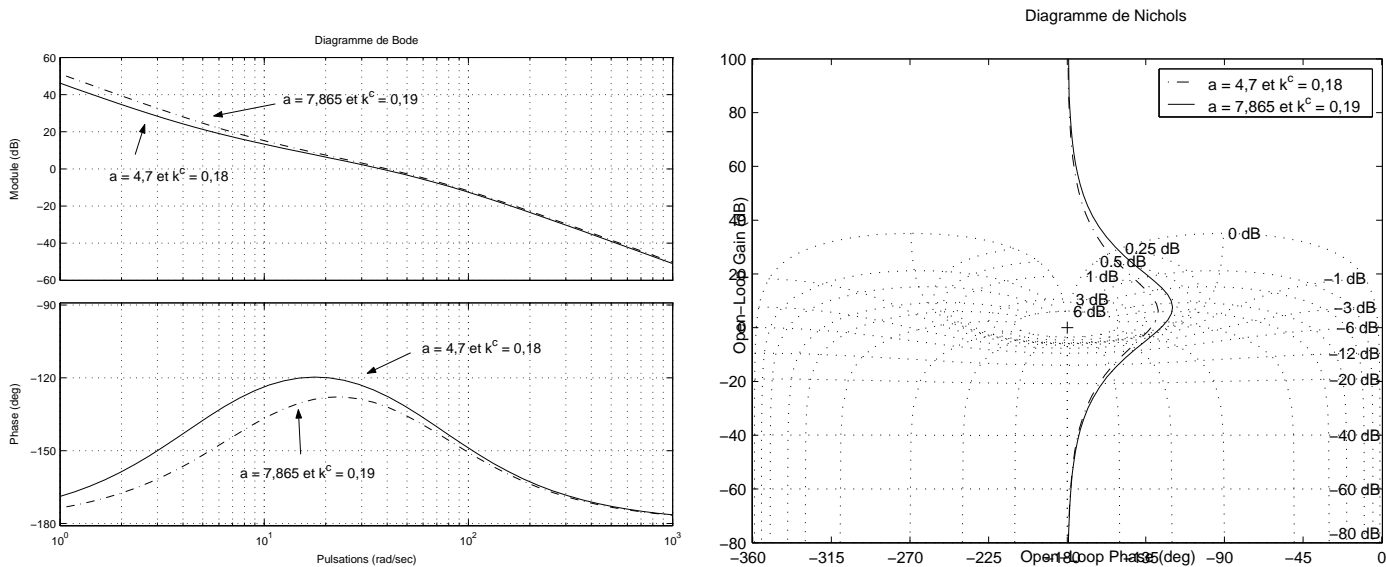 Diagramme de Bode
60
40
20
0
−20
−40
−60
Module (dB)
a = 7,865 et k^c = 0,19
a = 4,7 et k^c = 0,18
−90
−120
−150
−180
Phase (deg)
a = 4,7 et k^c = 0,18
a = 7,865 et k^c = 0,19
10^0 10^1 10^2 10^3
Pulsations (rad/sec)
Diagramme de Nichols
100
80
60
40
20
0
−20
−40
−60
−80
Open−Loop Gain (dB)
a = 4,7 et k^c = 0,18
a = 7,865 et k^c = 0,19
0 dB
0.25 dB
0.5 dB
1 dB
3 dB
6 dB
−1 dB
−3 dB
−6 dB
−12 dB
−20 dB
−40 dB
−60 dB
−80 dB
−360 −315 −270 −225 −180 −135 −90 −45 0
Open−Loop Phase (deg)